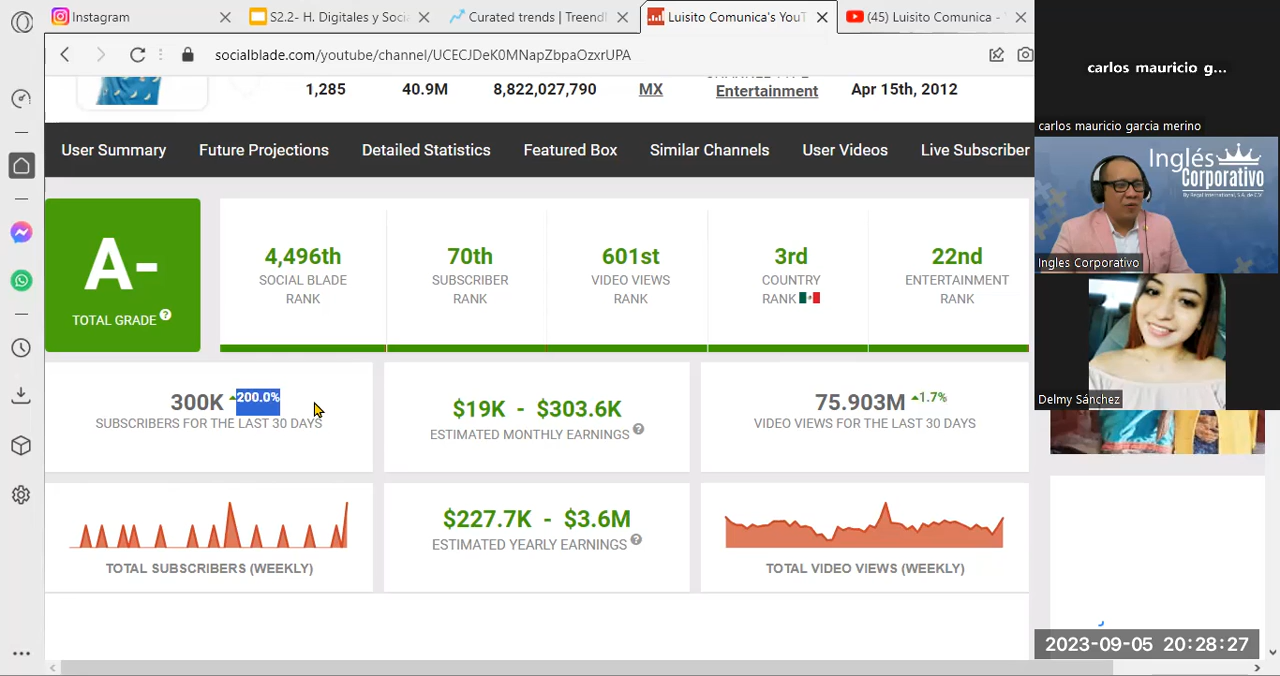 Instagram
S2.2- H. Digitales y Socia
Curated trends | Treend
Luisito Comunica's YouT
(45) Luisito Comunica -
socialblade.com/youtube/channel/UCECJDeK0MNapZbpaOzxrUPA
1,285
40.9M
8,822,027,790
MX
Entertainment
Apr 15th, 2012
User Summary
Future Projections
Detailed Statistics
Featured Box
Similar Channels
User Videos
Live Subscriber
A-
TOTAL GRADE
4,496th
SOCIAL BLADE
RANK
70th
SUBSCRIBER
RANK
601st
VIDEO VIEWS
RANK
3rd
COUNTRY
RANK
22nd
ENTERTAINMENT
RANK
300K 200.0%
SUBSCRIBERS FOR THE LAST 30 DAYS
$19K - $303.6K
ESTIMATED MONTHLY EARNINGS
75.903M 1.7%
VIDEO VIEWS FOR THE LAST 30 DAYS
TOTAL SUBSCRIBERS (WEEKLY)
$227.7K - $3.6M
ESTIMATED YEARLY EARNINGS
TOTAL VIDEO VIEWS (WEEKLY)
carlos mauricio g...
carlos mauricio garcia merino
Inglés
Corporativo
By Regal International, S.A. de C.V.
Ingles Corporativo
Delmy Sánchez
2023-09-05 20:28:27